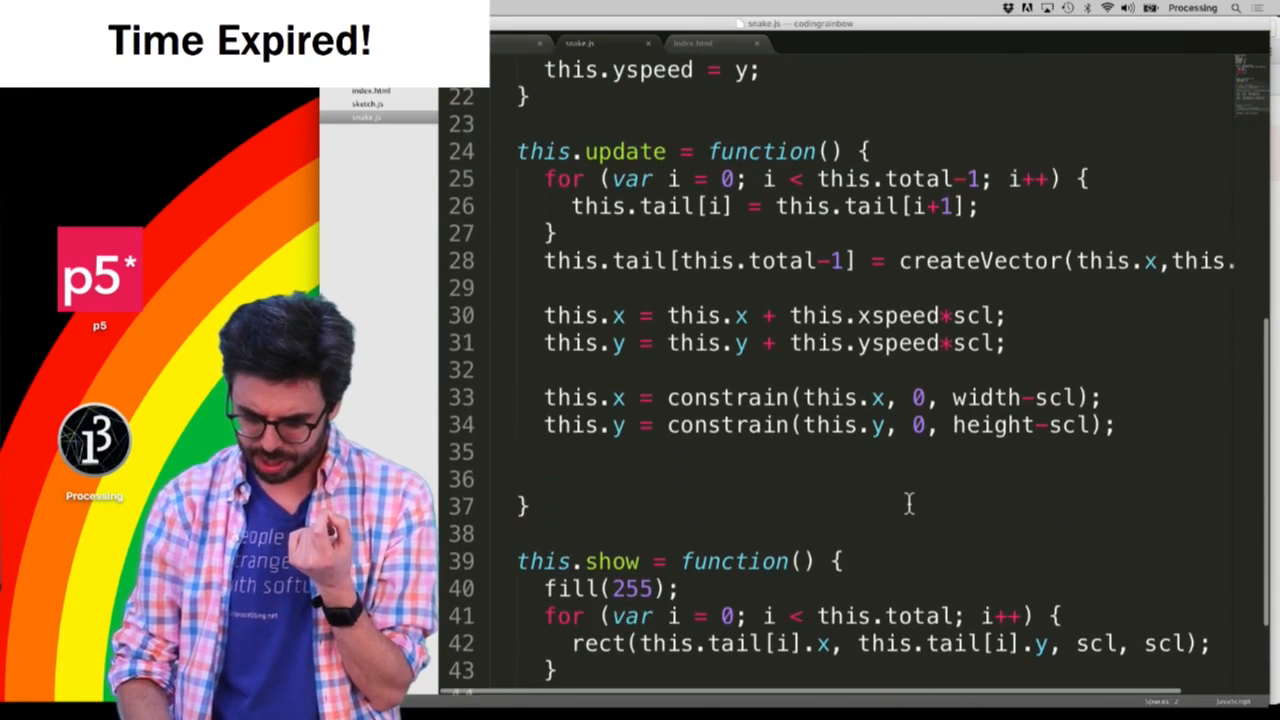 Time Expired!
Processing
snake.js — codingrainbow
snake.js
index.html
index.html
sketch.js
snake.js
this.yspeed = y;
22 }
23
24 this.update = function() {
25 for (var i = 0; i < this.total-1; i++) {
26 this.tail[i] = this.tail[i+1];
27 }
28 this.tail[this.total-1] = createVector(this.x,this.
29
30 this.x = this.x + this.xspeed*scl;
31 this.y = this.y + this.yspeed*scl;
32
33 this.x = constrain(this.x, 0, width-scl);
34 this.y = constrain(this.y, 0, height-scl);
35
36
37 }
38
39 this.show = function() {
40 fill(255);
41 for (var i = 0; i < this.total; i++) {
42 rect(this.tail[i].x, this.tail[i].y, scl, scl);
43 }
p5*
p5
Processing
Spaces: 2
JavaScript